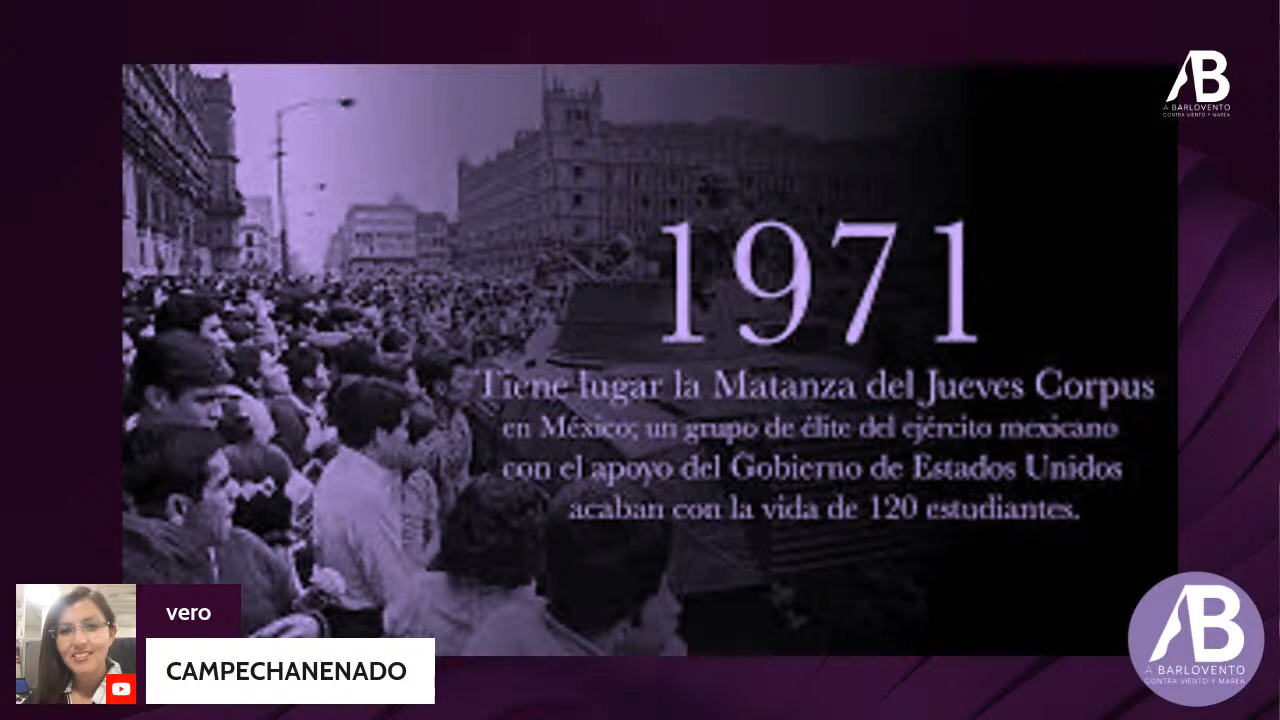 AB
A BARLOVENTO
CONTRA VIENTO Y MAREA
1971
Tiene lugar la Matanza del Jueves Corpus
en México; un grupo de élite del ejército mexicano
con el apoyo del Gobierno de Estados Unidos
acaban con la vida de 120 estudiantes.
vero
CAMPECHANENADO
AB
A BARLOVENTO
CONTRA VIENTO Y MAREA